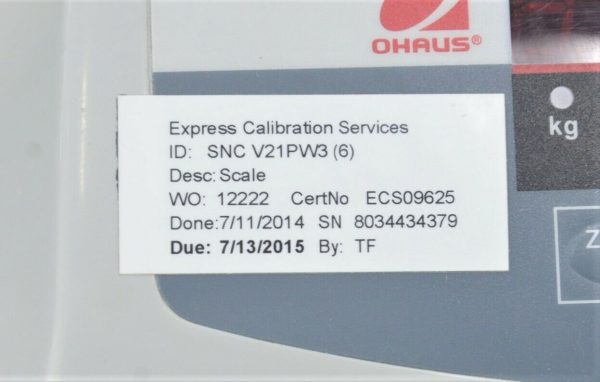 OHAUS®
kg
Z
Express Calibration Services
ID: SNC V21PW3 (6)
Desc: Scale
WO: 12222 CertNo ECS09625
Done:7/11/2014 SN 8034434379
Due: 7/13/2015 By: TF